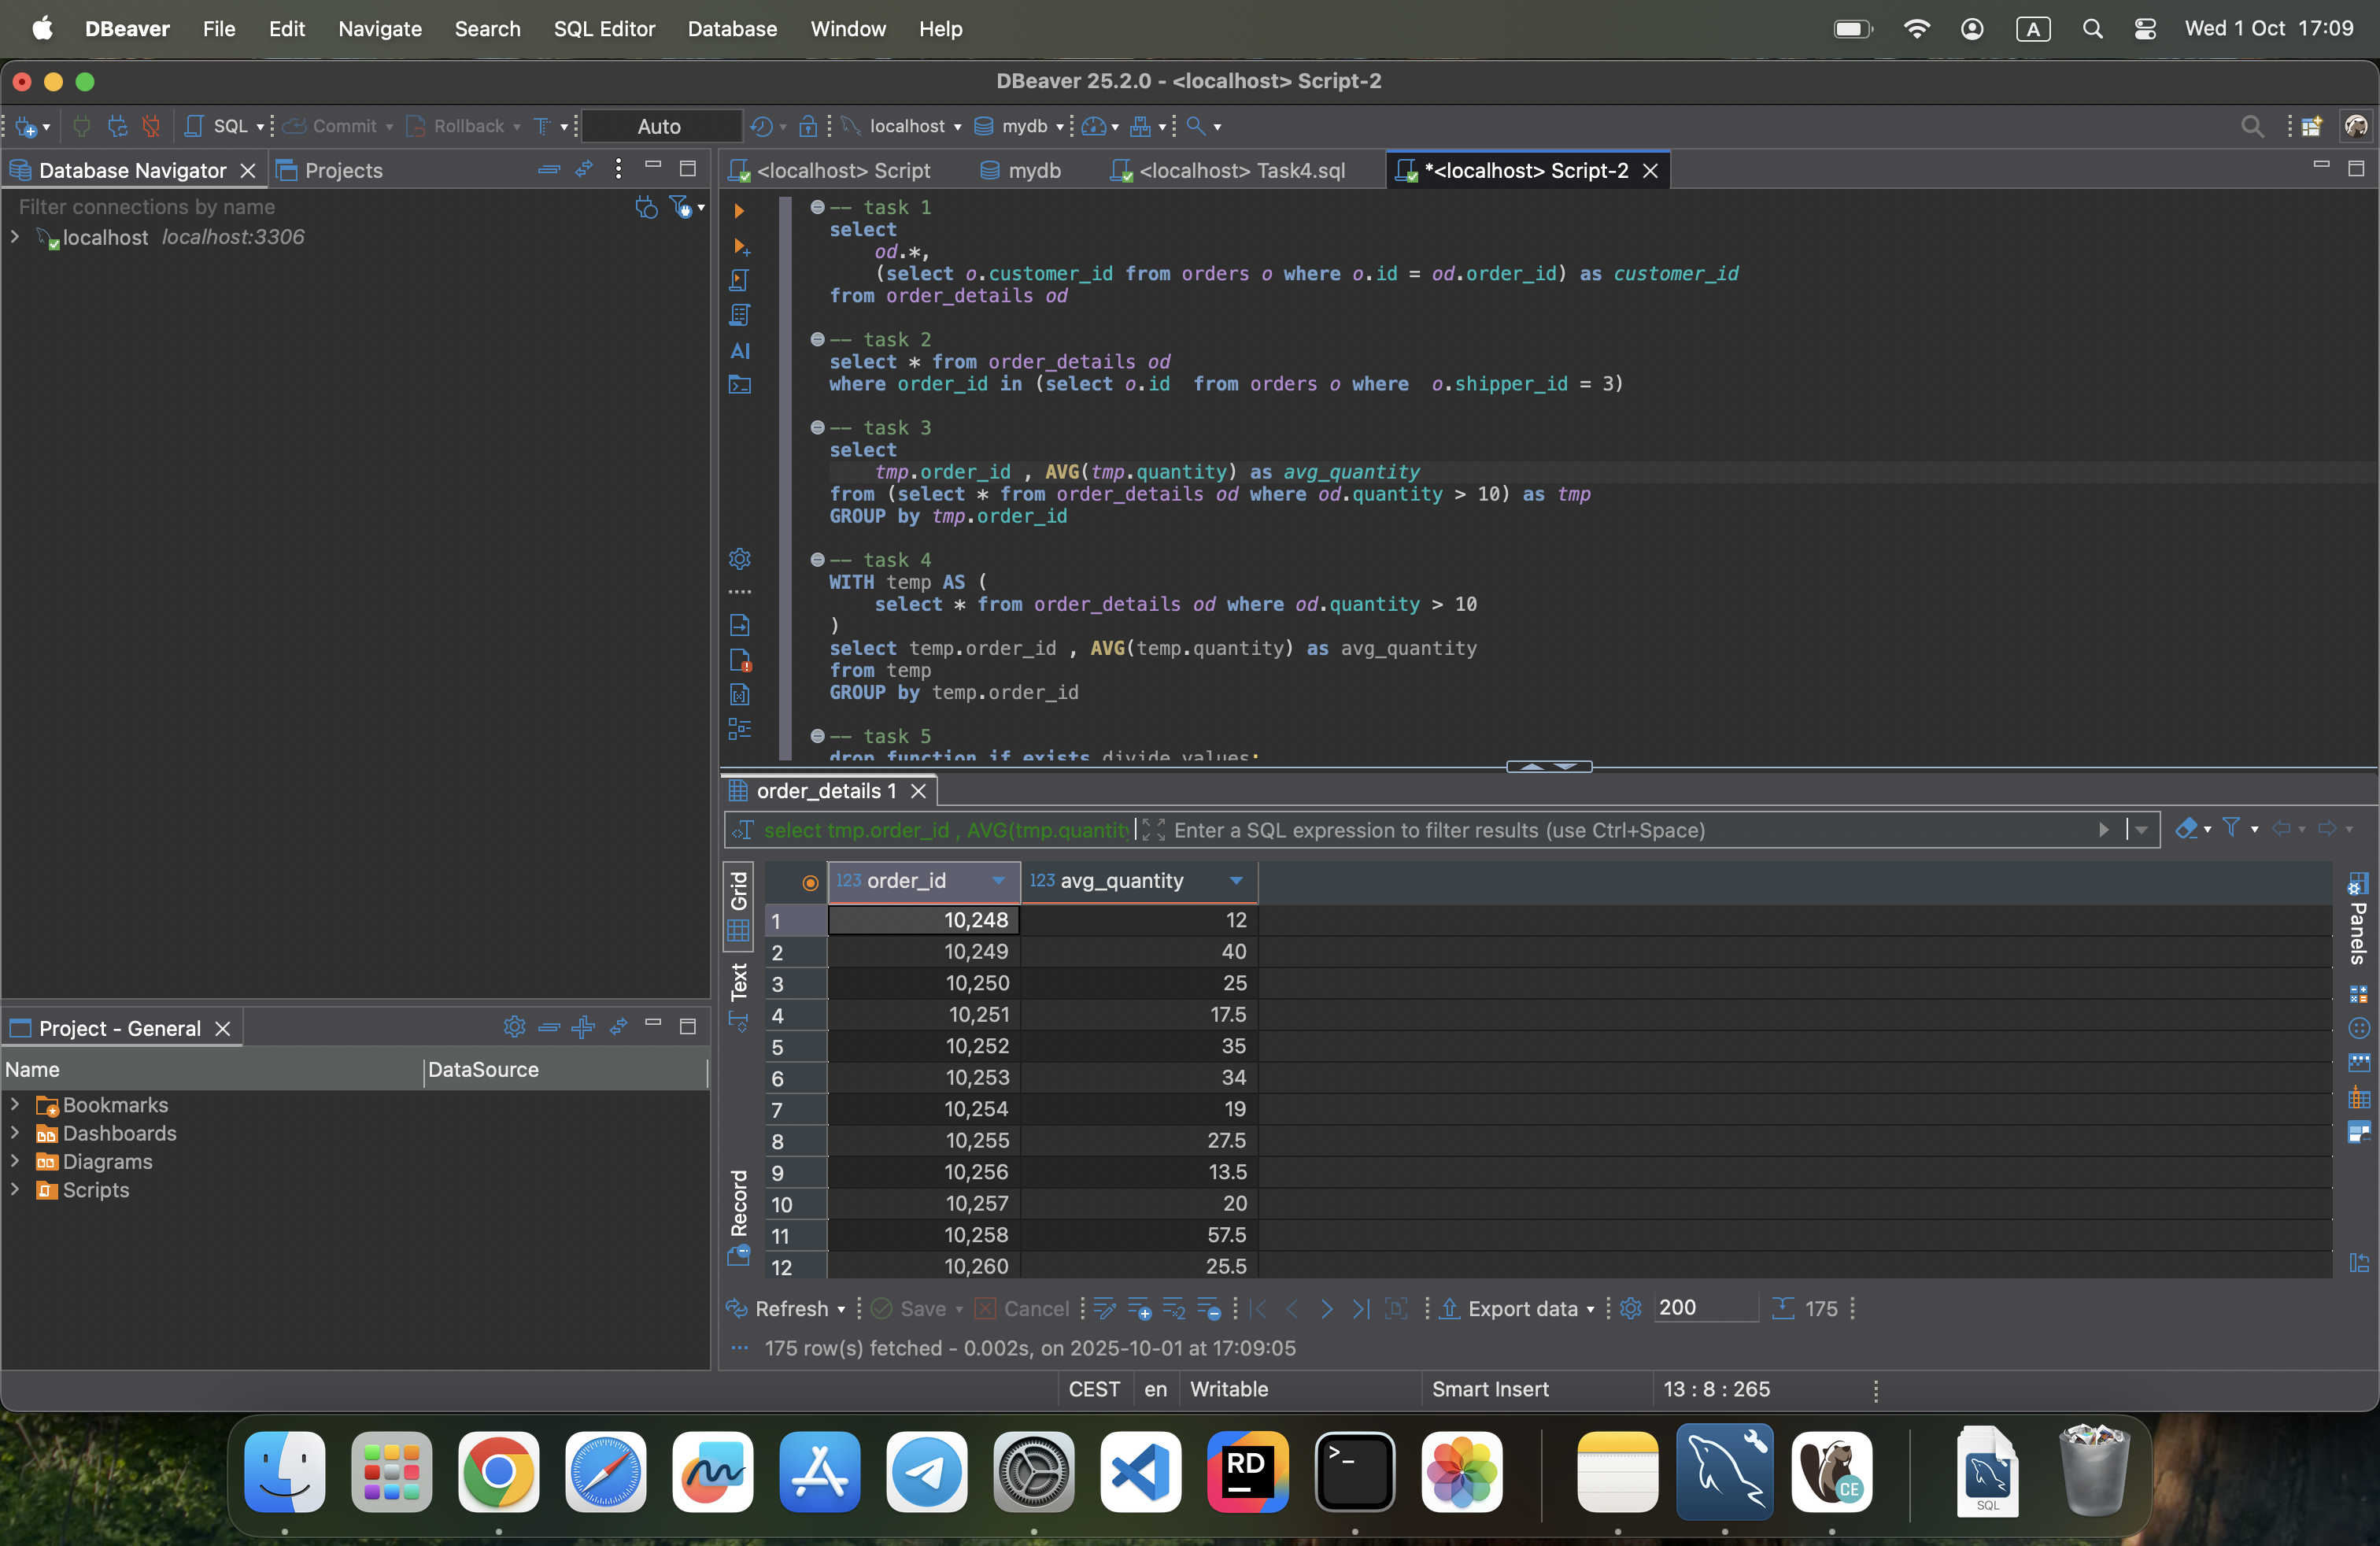 DBeaver File Edit Navigate Search SQL Editor Database Window Help A Wed 1 Oct 17:09
DBeaver 25.2.0 - <localhost> Script-2
SQL Commit Rollback T Auto localhost mydb
Database Navigator Projects
Filter connections by name
localhost localhost:3306
<localhost> Script mydb <localhost> Task4.sql *<localhost> Script-2
-- task 1
select
od.*,
(select o.customer_id from orders o where o.id = od.order_id) as customer_id
from order_details od
-- task 2
select * from order_details od
where order_id in (select o.id  from orders o where  o.shipper_id = 3)
-- task 3
select
tmp.order_id , AVG(tmp.quantity) as avg_quantity
from (select * from order_details od where od.quantity > 10) as tmp
GROUP by tmp.order_id
-- task 4
WITH temp AS (
select * from order_details od where od.quantity > 10
)
select temp.order_id , AVG(temp.quantity) as avg_quantity
from temp
GROUP by temp.order_id
-- task 5
drop function if exists divide_values;
AI
Project - General
Name DataSource
Bookmarks
Dashboards
Diagrams
Scripts
order_details 1
select tmp.order_id , AVG(tmp.quantity Enter a SQL expression to filter results (use Ctrl+Space)
Grid
Text
Record
Panels
123 order_id 123 avg_quantity
1 10,248 12
2 10,249 40
3 10,250 25
4 10,251 17.5
5 10,252 35
6 10,253 34
7 10,254 19
8 10,255 27.5
9 10,256 13.5
10 10,257 20
11 10,258 57.5
12 10,260 25.5
Refresh Save Cancel Export data 200 175
175 row(s) fetched - 0.002s, on 2025-10-01 at 17:09:05
CEST en Writable Smart Insert 13 : 8 : 265
RD
>_
CE
SQL